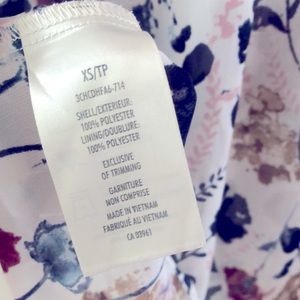 XS/TP
3CHCDHFA6-714
SHELL/EXTERIEUR:
100% POLYESTER
LINING/DOUBLURE:
100% POLYESTER
EXCLUSIVE
OF TRIMMING
GARNITURE
NON COMPRISE
MADE IN VIETNAM
FABRIQUÉ AU VIETNAM
CA 03961